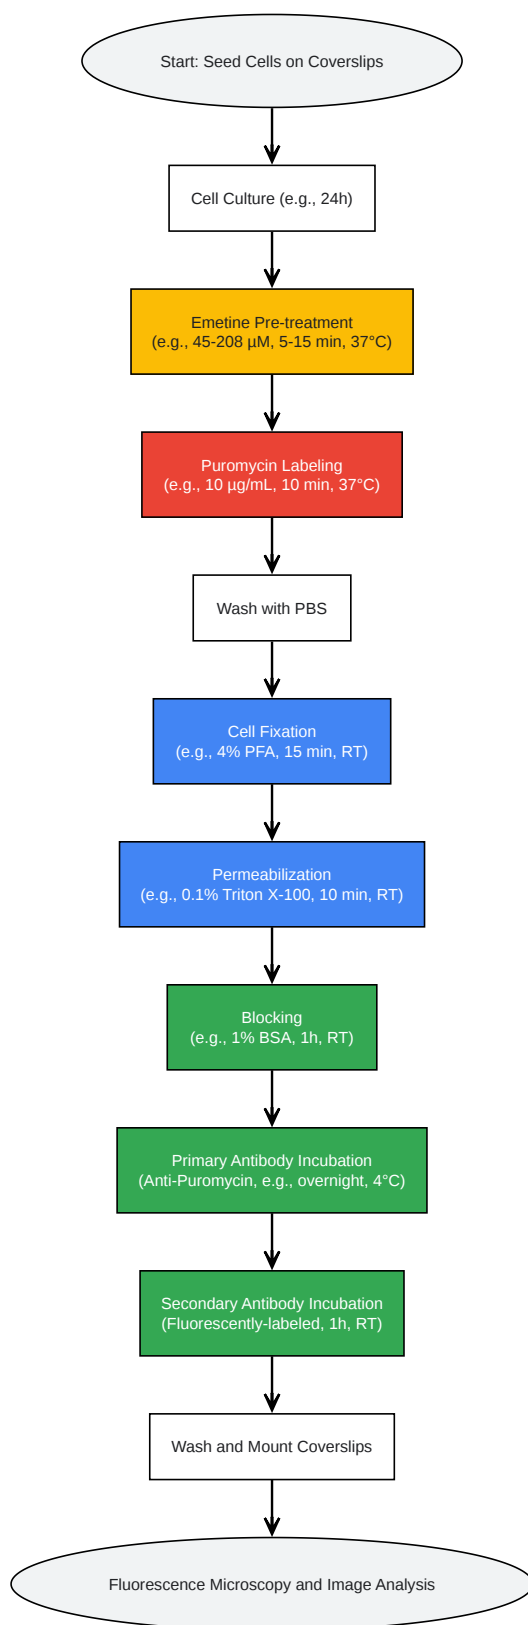 Start: Seed Cells on Coverslips
Cell Culture (e.g., 24h)
Emetine Pre-treatment
(e.g., 45-208 µM, 5-15 min, 37°C)
Puromycin Labeling
(e.g., 10 µg/mL, 10 min, 37°C)
Wash with PBS
Cell Fixation
(e.g., 4% PFA, 15 min, RT)
Permeabilization
(e.g., 0.1% Triton X-100, 10 min, RT)
Blocking
(e.g., 1% BSA, 1h, RT)
Primary Antibody Incubation
(Anti-Puromycin, e.g., overnight, 4°C)
Secondary Antibody Incubation
(Fluorescently-labeled, 1h, RT)
Wash and Mount Coverslips
Fluorescence Microscopy and Image Analysis